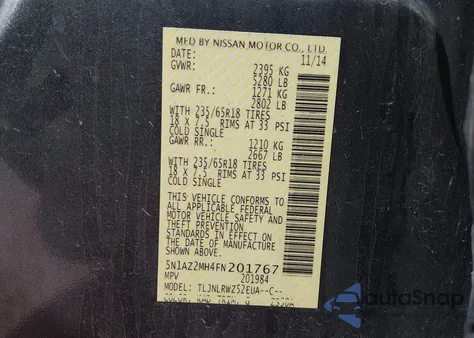 MFD BY NISSAN MOTOR CO., LTD.
DATE: 11/14
GVWR: 2395 KG
5280 LB
GAWR FR.: 1271 KG
2802 LB
WITH 235/65R18 TIRES
18 X 7.5 RIMS AT 33 PSI
COLD SINGLE
GAWR RR.: 1210 KG
2667 LB
WITH 235/65R18 TIRES
18 X 7.5 RIMS AT 33 PSI
COLD SINGLE
THIS VEHICLE CONFORMS TO
ALL APPLICABLE FEDERAL
MOTOR VEHICLE SAFETY AND
THEFT PREVENTION
STANDARDS IN EFFECT ON
THE DATE OF MANUFACTURE
SHOWN ABOVE.
5N1AZ2MH4FN201767
MPV 201984
MODEL: TLJNLRWZ52EUA--C--
COLOR: KAD TRIM: G
AutoSnap